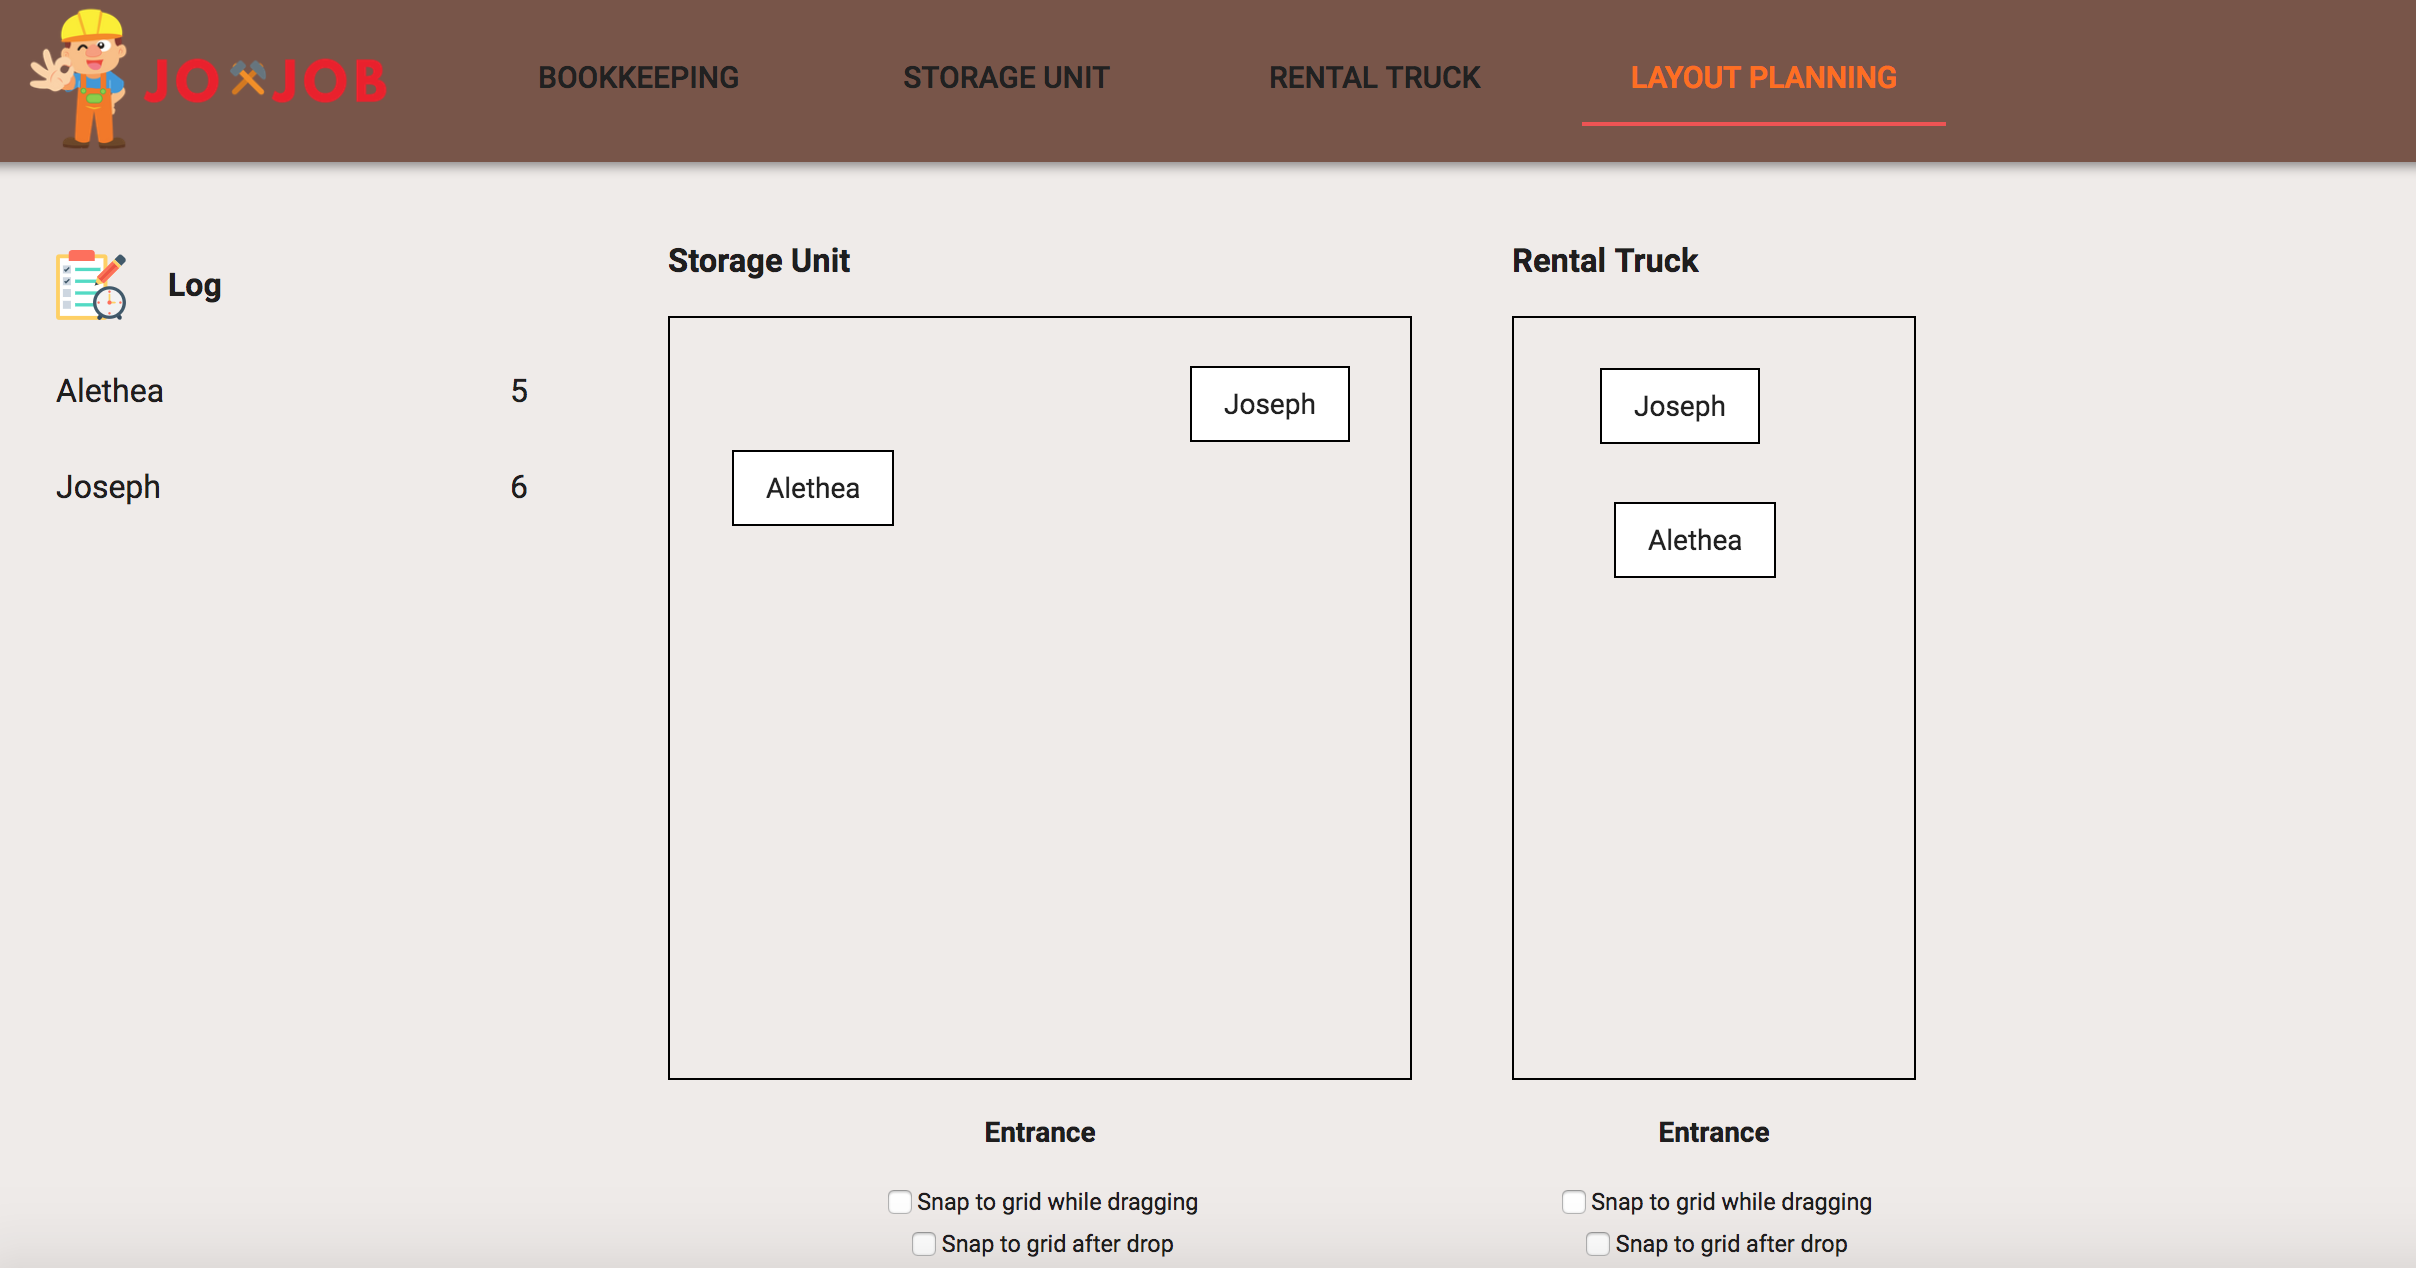 JO JOB
BOOKKEEPING
STORAGE UNIT
RENTAL TRUCK
LAYOUT PLANNING
Log
Alethea 5
Joseph 6
Storage Unit
Joseph
Alethea
Entrance
Snap to grid while dragging
Snap to grid after drop
Rental Truck
Joseph
Alethea
Entrance
Snap to grid while dragging
Snap to grid after drop